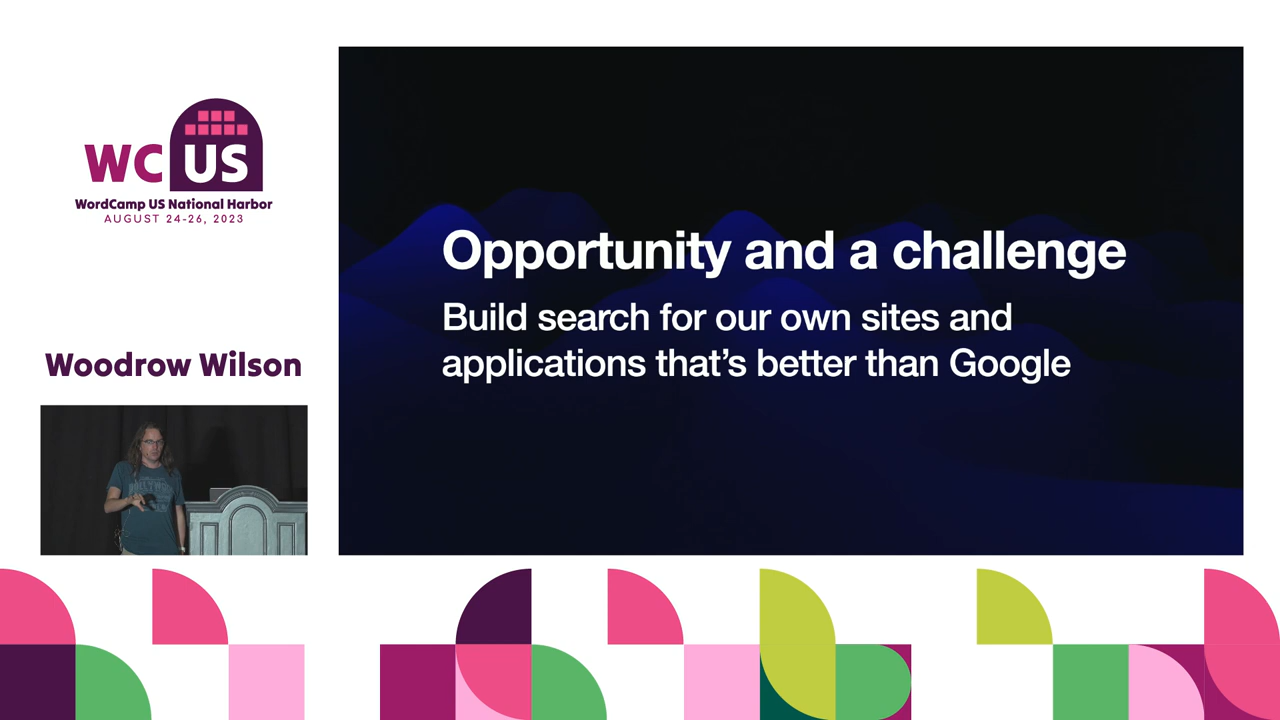 WC US
WordCamp US National Harbor
AUGUST 24-26, 2023
Woodrow Wilson
Opportunity and a challenge
Build search for our own sites and
applications that's better than Google